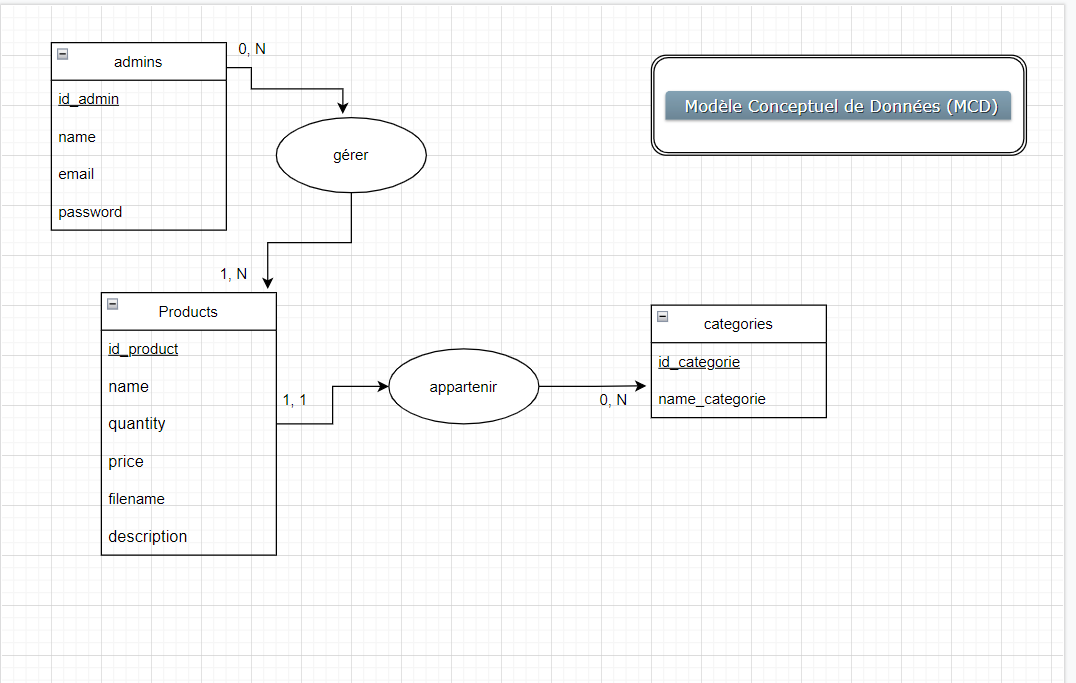 admins
0, N
id_admin
name
email
password
gérer
Modèle Conceptuel de Données (MCD)
1, N
Products
id_product
name
quantity
price
filename
description
1, 1
appartenir
0, N
categories
id_categorie
name_categorie